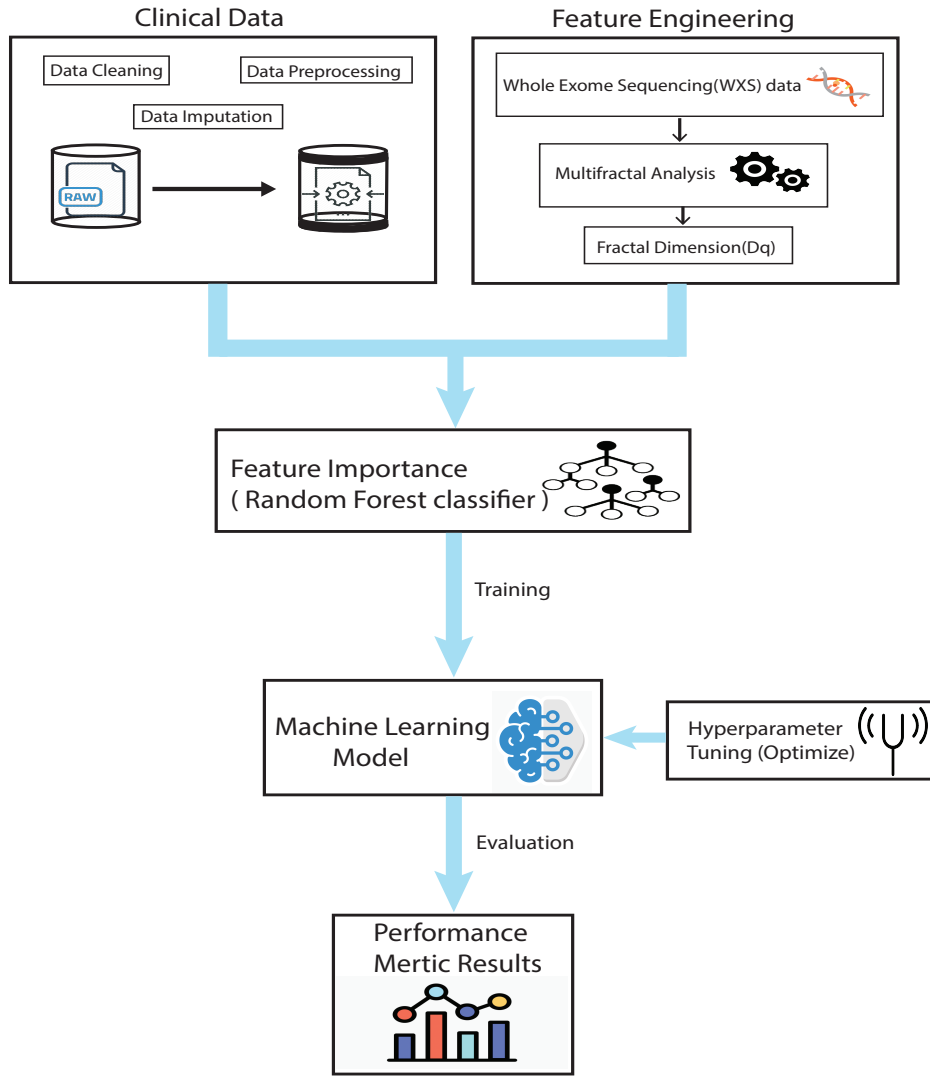 Clinical Data
Data Cleaning
Data Preprocessing
Data Imputation
RAW
Feature Engineering
Whole Exome Sequencing(WXS) data
Multifractal Analysis
Fractal Dimension(Dq)
Feature Importance
( Random Forest classifier )
Training
Machine Learning
Model
Hyperparameter
Tuning (Optimize)
Evaluation
Performance
Mertic Results